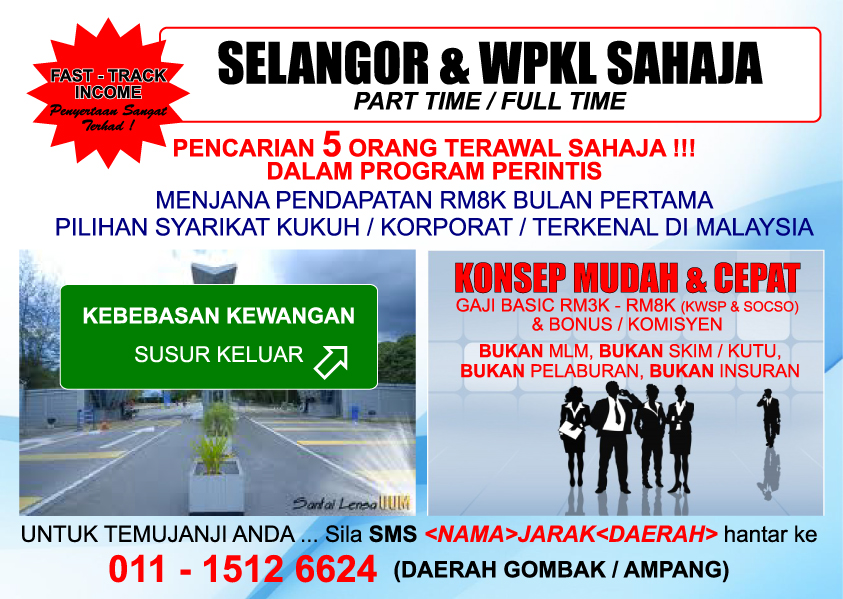 FAST - TRACK
INCOME
Penyertaan Sangat
Terhad !
SELANGOR & WPKL SAHAJA
PART TIME / FULL TIME
PENCARIAN 5 ORANG TERAWAL SAHAJA !!!
DALAM PROGRAM PERINTIS
MENJANA PENDAPATAN RM8K BULAN PERTAMA
PILIHAN SYARIKAT KUKUH / KORPORAT / TERKENAL DI MALAYSIA
KEBEBASAN KEWANGAN
SUSUR KELUAR
Santai Lensa UUM
KONSEP MUDAH & CEPAT
GAJI BASIC RM3K - RM8K (KWSP & SOCSO)
& BONUS / KOMISYEN
BUKAN MLM, BUKAN SKIM / KUTU,
BUKAN PELABURAN, BUKAN INSURAN
UNTUK TEMUJANJI ANDA ... Sila SMS <NAMA>JARAK<DAERAH> hantar ke
011 - 1512 6624 (DAERAH GOMBAK / AMPANG)